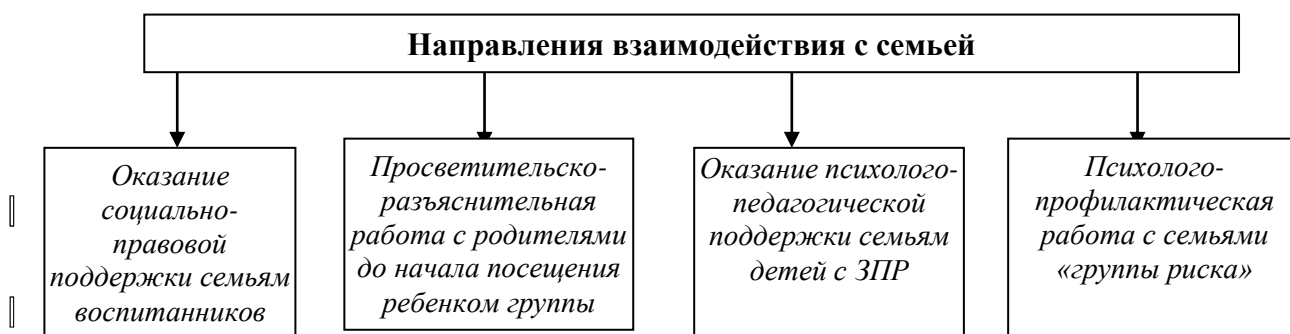 Направления взаимодействия с семьей
Оказание
социально-
правовой
поддержки семьям
воспитанников
Просветительско-
разъяснительная
работа с родителями
до начала посещения
ребенком группы
Оказание психолого-
педагогической
поддержки семьям
детей с ЗПР
Психолого-
профилактическая
работа с семьями
«группы риска»